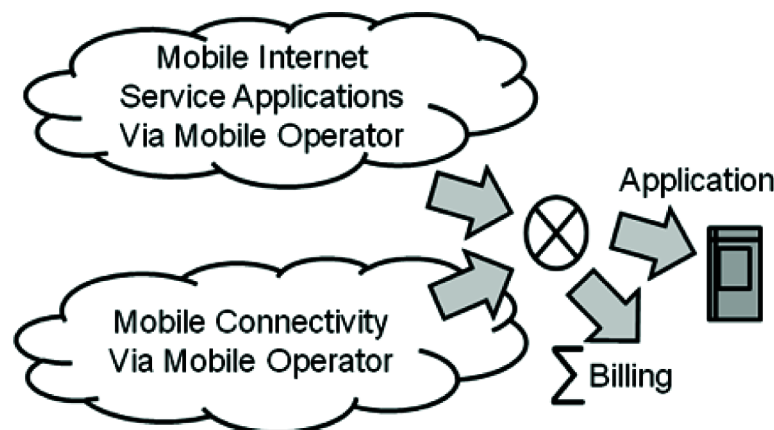 Mobile Internet
Service Applications
Via Mobile Operator
Application
Mobile Connectivity
Via Mobile Operator
∑ Billing